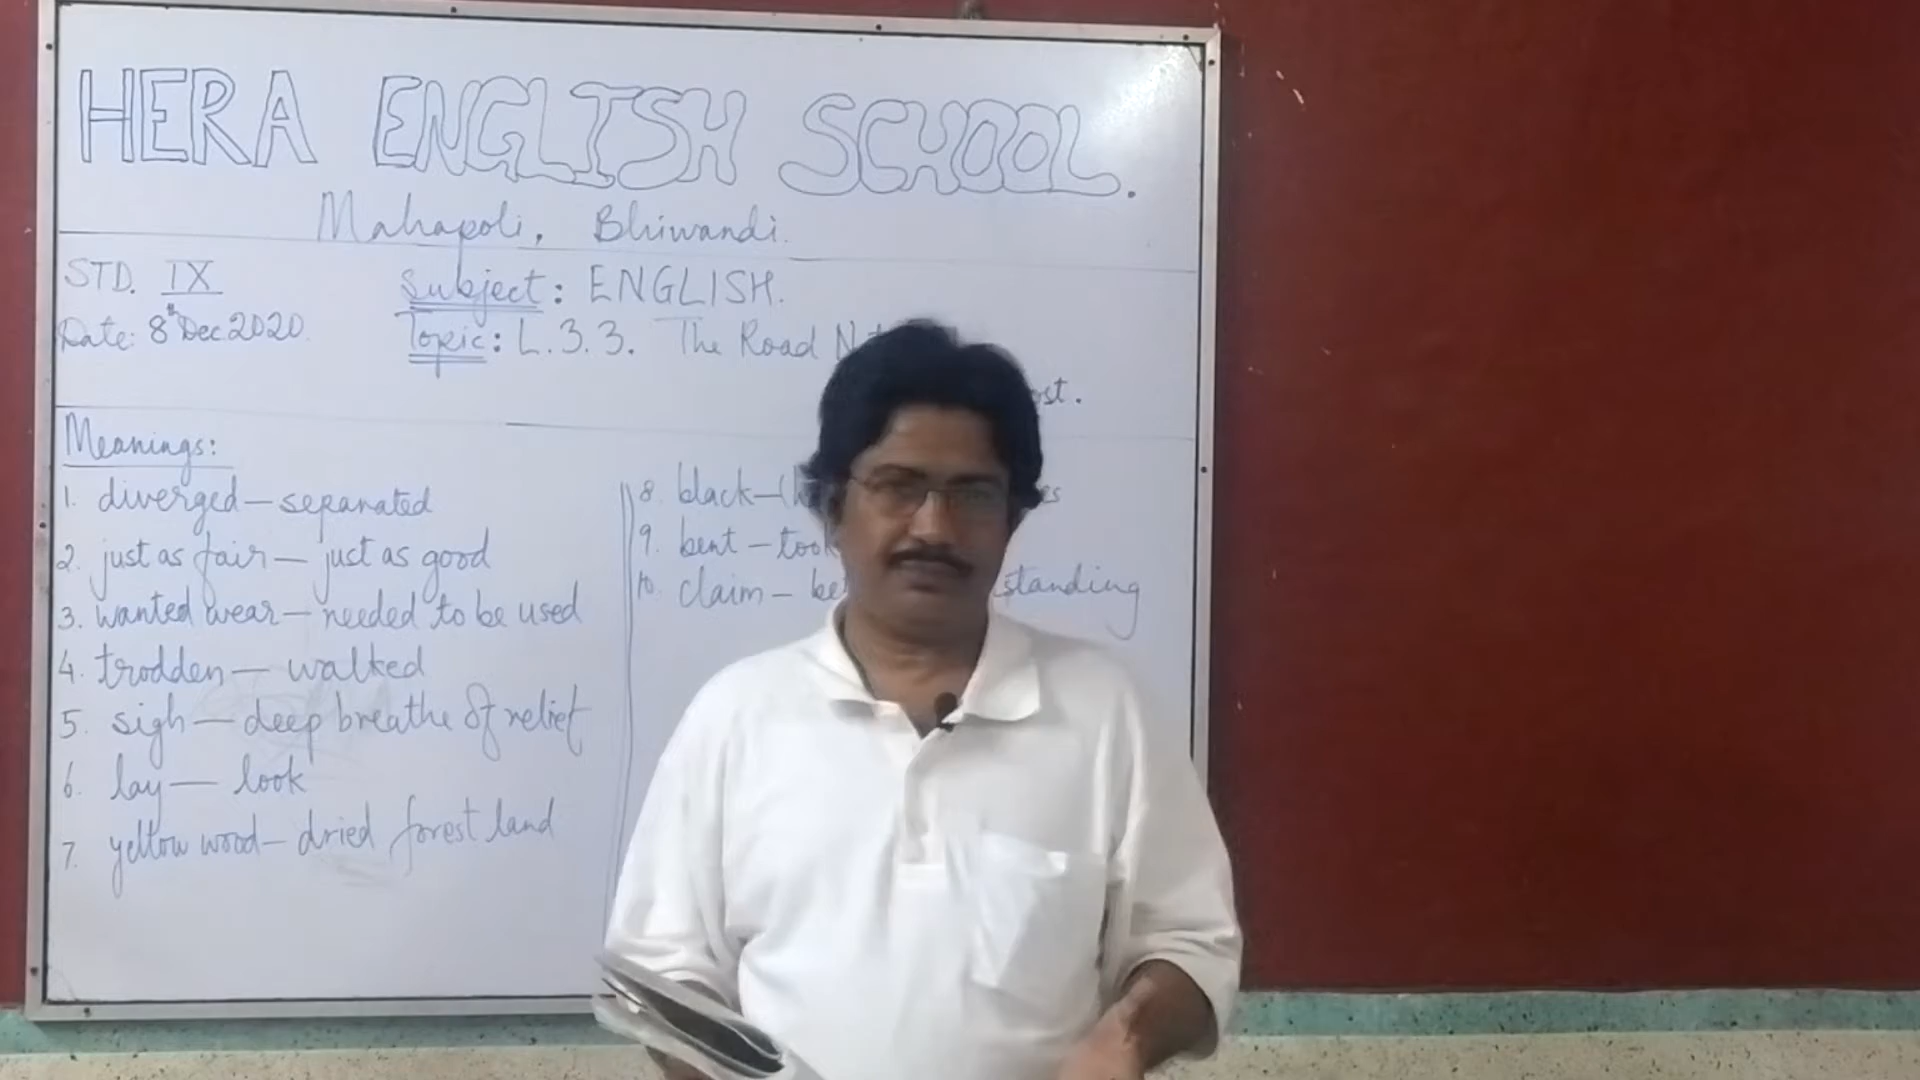 HERA ENGLISH SCHOOL.
Mahapoli, Bhiwandi.
STD. IX
Date: 8th Dec 2020.
Subject: ENGLISH.
Topic: L.3.3. The Road
Meanings:
1. diverged — separated
2. just as fair — just as good
3. wanted wear — needed to be used
4. trodden — walked
5. sigh — deep breathe of relief
6. lay — look
7. yellow wood — dried forest land
8. black —
9. bent — took
10. claim —